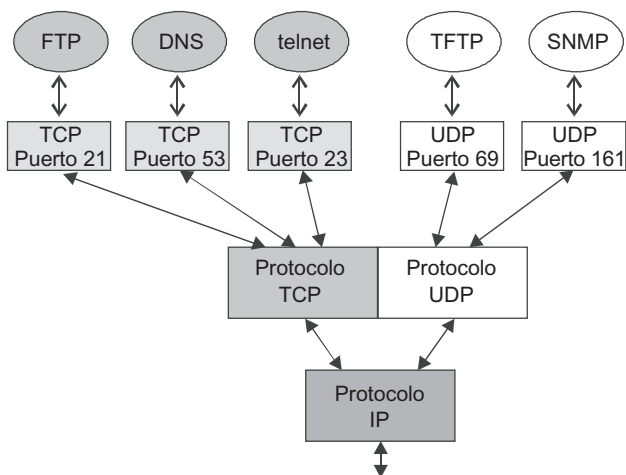 FTP
DNS
telnet
TFTP
SNMP
TCP
Puerto 21
TCP
Puerto 53
TCP
Puerto 23
UDP
Puerto 69
UDP
Puerto 161
Protocolo
TCP
Protocolo
UDP
Protocolo
IP